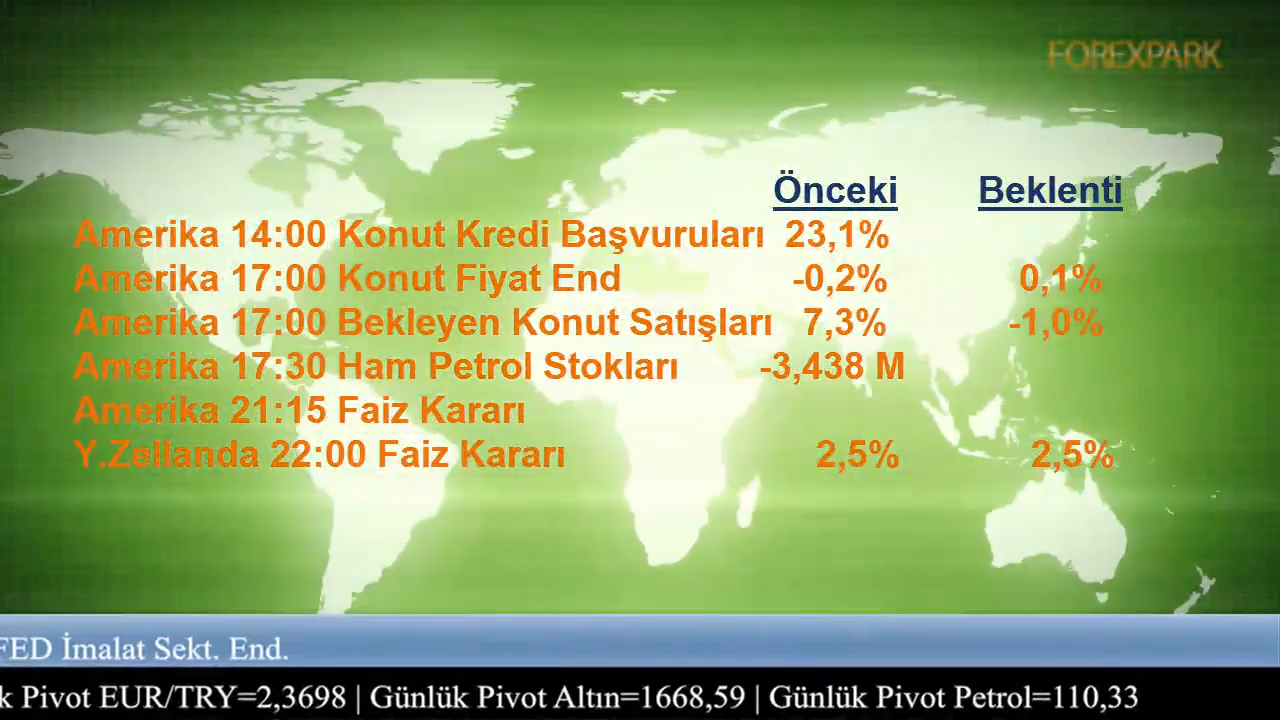 FOREXPARK
Önceki Beklenti
Amerika 14:00 Konut Kredi Başvuruları 23,1%
Amerika 17:00 Konut Fiyat End -0,2% 0,1%
Amerika 17:00 Bekleyen Konut Satışları 7,3% -1,0%
Amerika 17:30 Ham Petrol Stokları -3,438 M
Amerika 21:15 Faiz Kararı
Y.Zellanda 22:00 Faiz Kararı 2,5% 2,5%
FED İmalat Sekt. End.
k Pivot EUR/TRY=2,3698 | Günlük Pivot Altın=1668,59 | Günlük Pivot Petrol=110,33